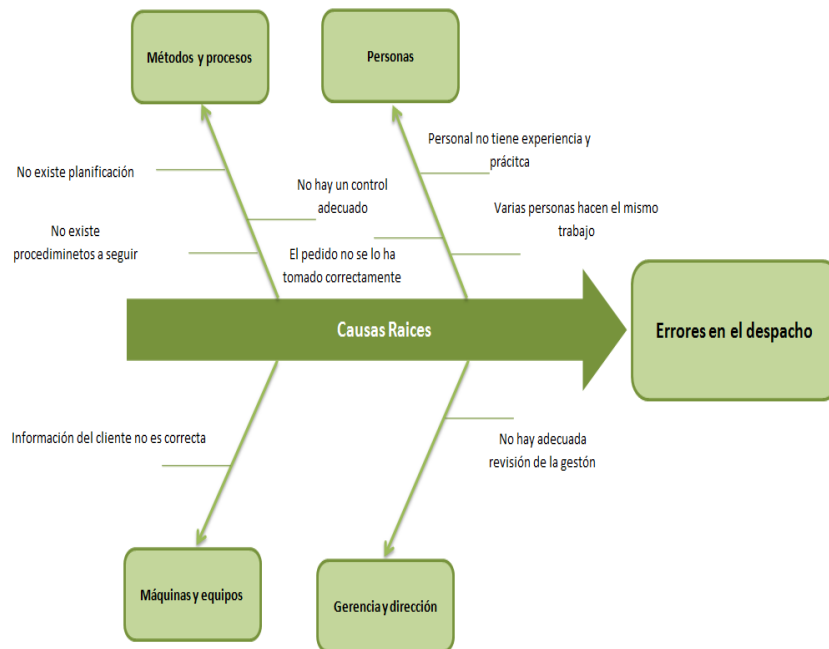 Métodos y procesos
Personas
Personal no tiene experiencia y
prácitca
No existe planificación
No hay un control
adecuado
Varias personas hacen el mismo
trabajo
No existe
procediminetos a seguir
El pedido no se lo ha
tomado correctamente
Causas Raices
Errores en el despacho
Información del cliente no es correcta
No hay adecuada
revisión de la gestón
Máquinas y equipos
Gerencia y dirección